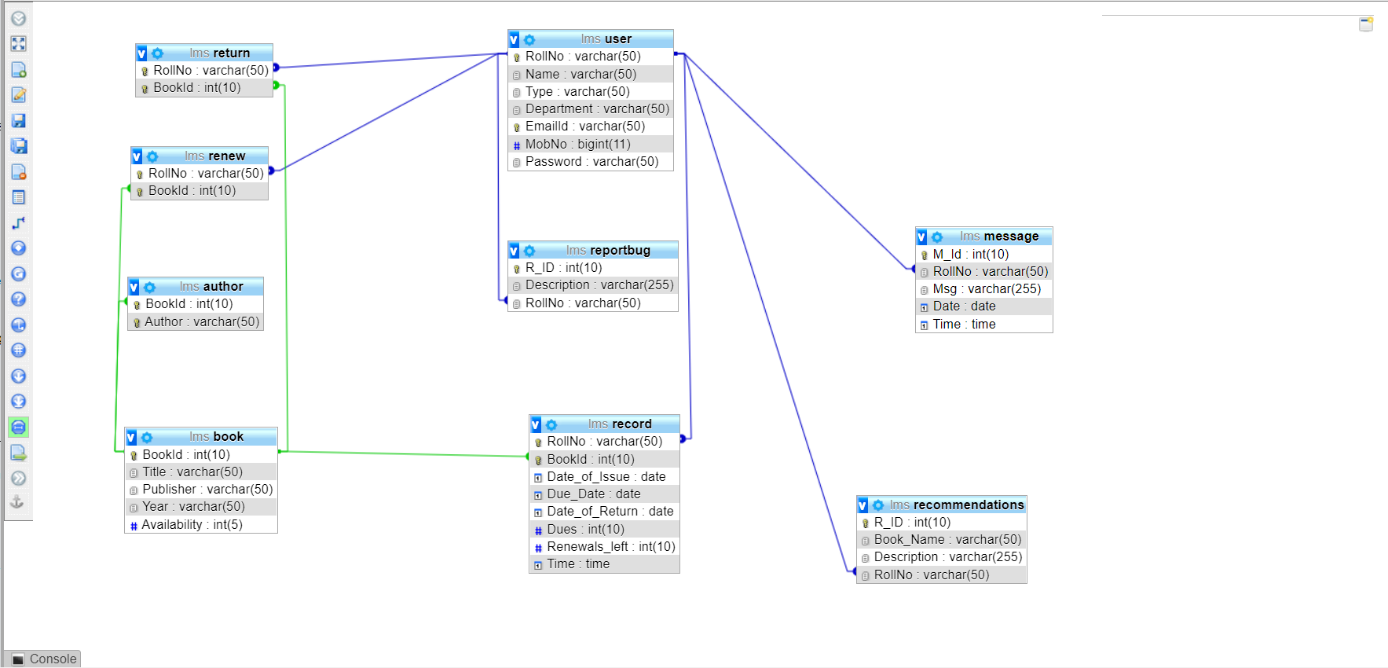 lms return
RollNo : varchar(50)
BookId : int(10)
lms user
RollNo : varchar(50)
Name : varchar(50)
Type : varchar(50)
Department : varchar(50)
EmailId : varchar(50)
# MobNo : bigint(11)
Password : varchar(50)
lms renew
RollNo : varchar(50)
BookId : int(10)
lms reportbug
R_ID : int(10)
Description : varchar(255)
RollNo : varchar(50)
lms message
M_Id : int(10)
RollNo : varchar(50)
Msg : varchar(255)
Date : date
Time : time
lms author
BookId : int(10)
Author : varchar(50)
lms book
BookId : int(10)
Title : varchar(50)
Publisher : varchar(50)
Year : varchar(50)
# Availability : int(5)
lms record
RollNo : varchar(50)
BookId : int(10)
Date_of_Issue : date
Due_Date : date
Date_of_Return : date
# Dues : int(10)
# Renewals_left : int(10)
Time : time
lms recommendations
R_ID : int(10)
Book_Name : varchar(50)
Description : varchar(255)
RollNo : varchar(50)
Console